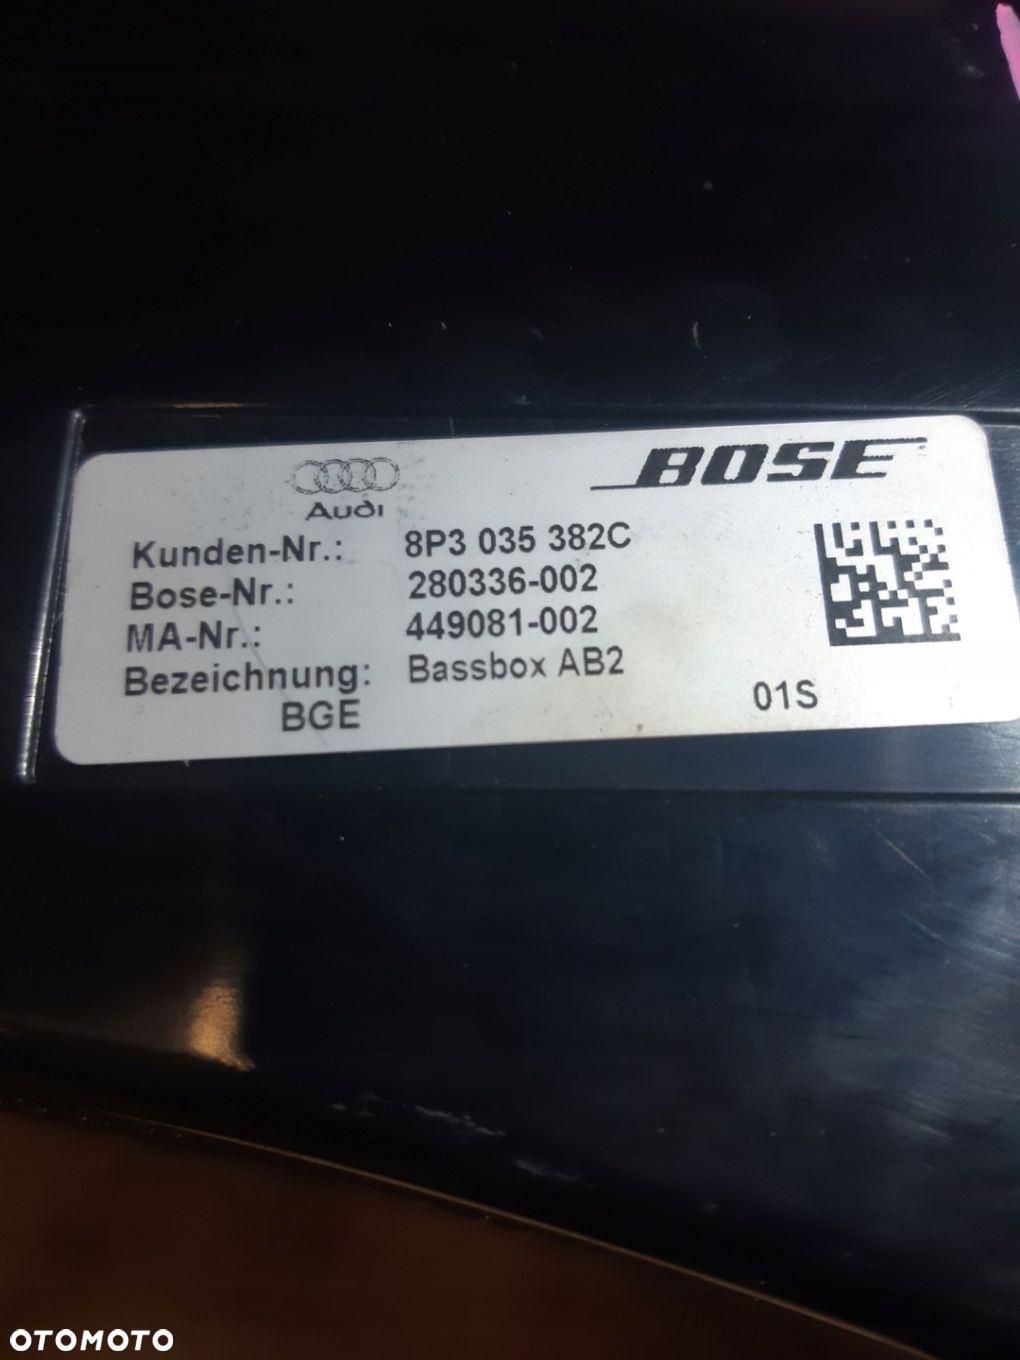 Audi
BOSE
Kunden-Nr.: 8P3 035 382C
Bose-Nr.: 280336-002
MA-Nr.: 449081-002
Bezeichnung: Bassbox AB2
BGE 01S
OTOMOTO